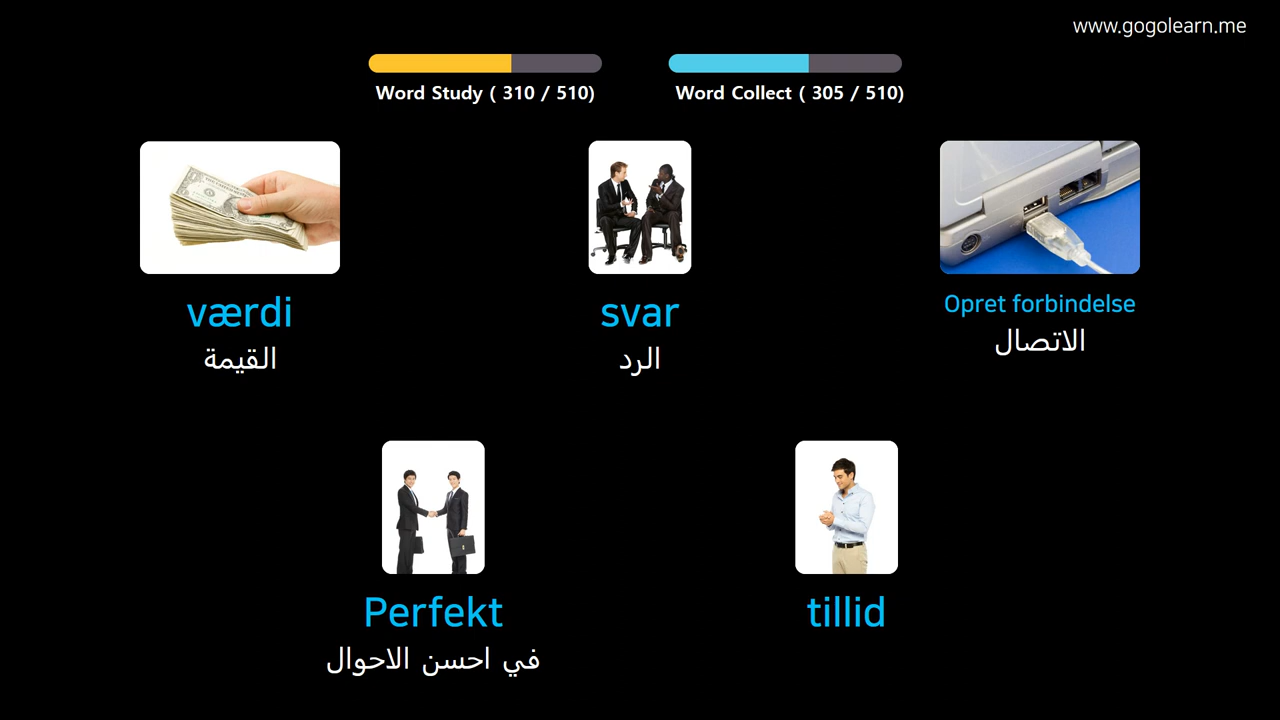 www.gogolearn.me
Word Study ( 310 / 510)
Word Collect ( 305 / 510)
værdi
القيمة
svar
الرد
Opret forbindelse
الاتصال
Perfekt
في احسن الاحوال
tillid